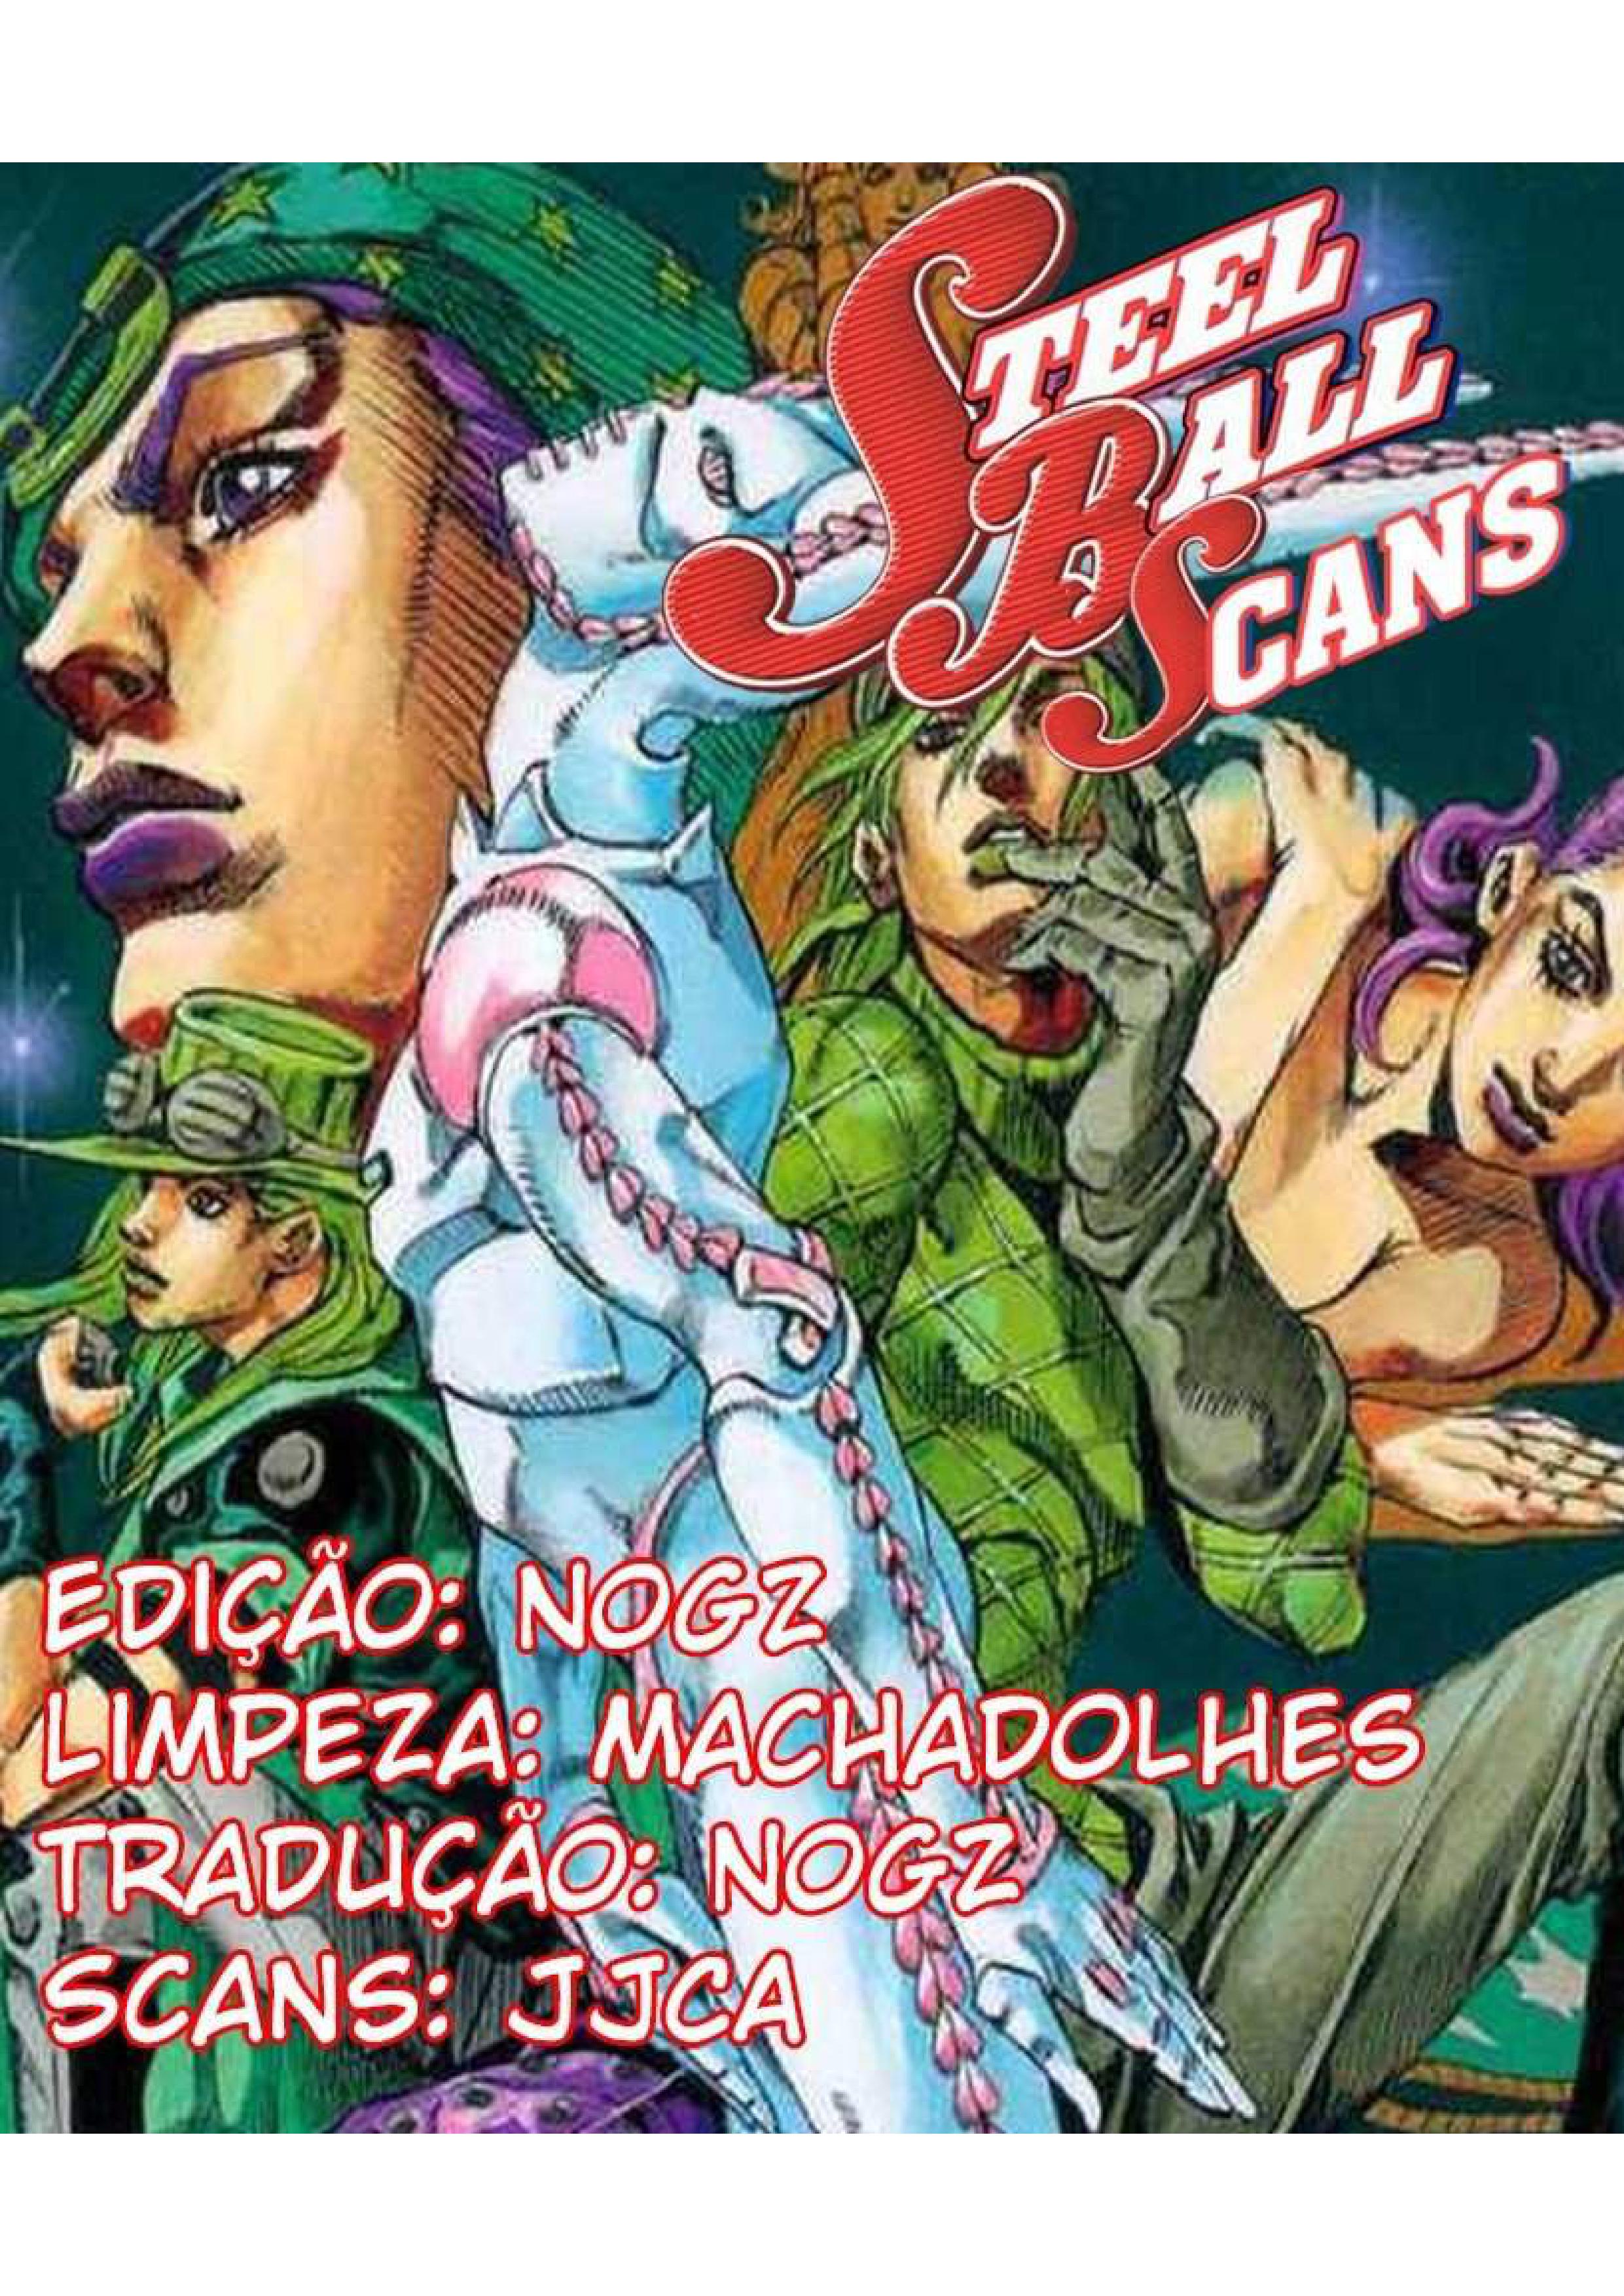 STEEL
BALL
SCANS
EDIÇÃO: NOGZ
LIMPEZA: MACHADOLHES
TRADUÇÃO: NOGZ
SCANS: JJCA